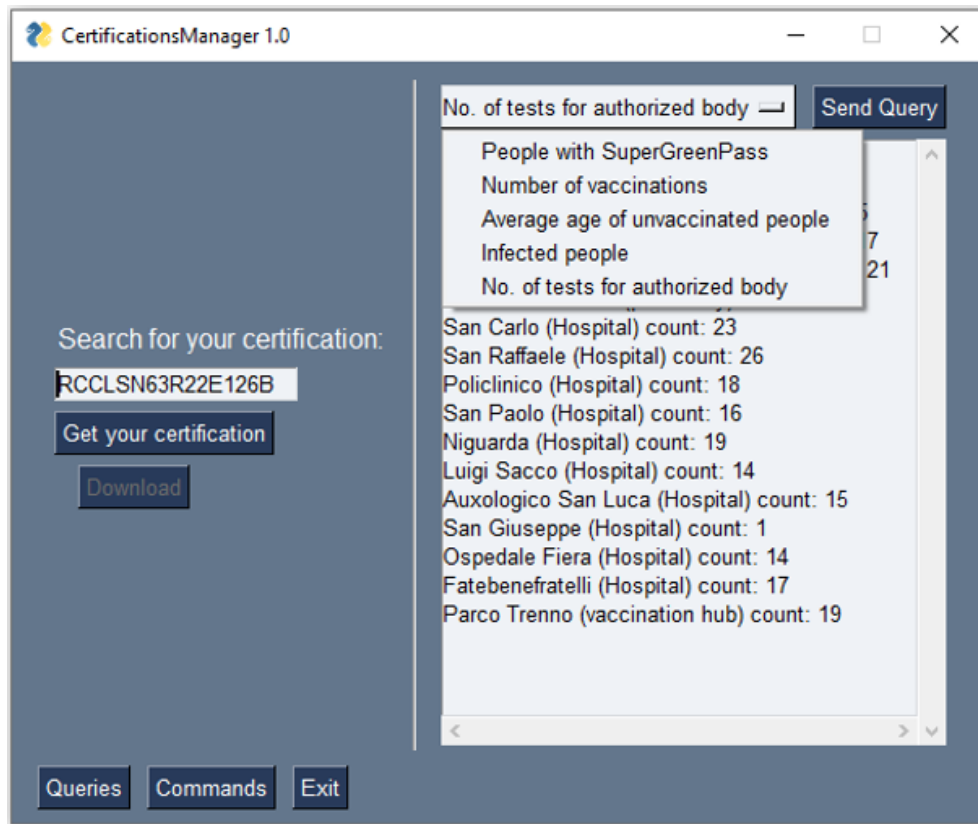 CertificationsManager 1.0
No. of tests for authorized body
Send Query
People with SuperGreenPass
Number of vaccinations
Average age of unvaccinated people
Infected people
No. of tests for authorized body
7
21
San Carlo (Hospital) count: 23
San Raffaele (Hospital) count: 26
Policlinico (Hospital) count: 18
San Paolo (Hospital) count: 16
Niguarda (Hospital) count: 19
Luigi Sacco (Hospital) count: 14
Auxologico San Luca (Hospital) count: 15
San Giuseppe (Hospital) count: 1
Ospedale Fiera (Hospital) count: 14
Fatebenefratelli (Hospital) count: 17
Parco Trenno (vaccination hub) count: 19
Search for your certification:
RCCLSN63R22E126B
Get your certification
Download
Queries
Commands
Exit